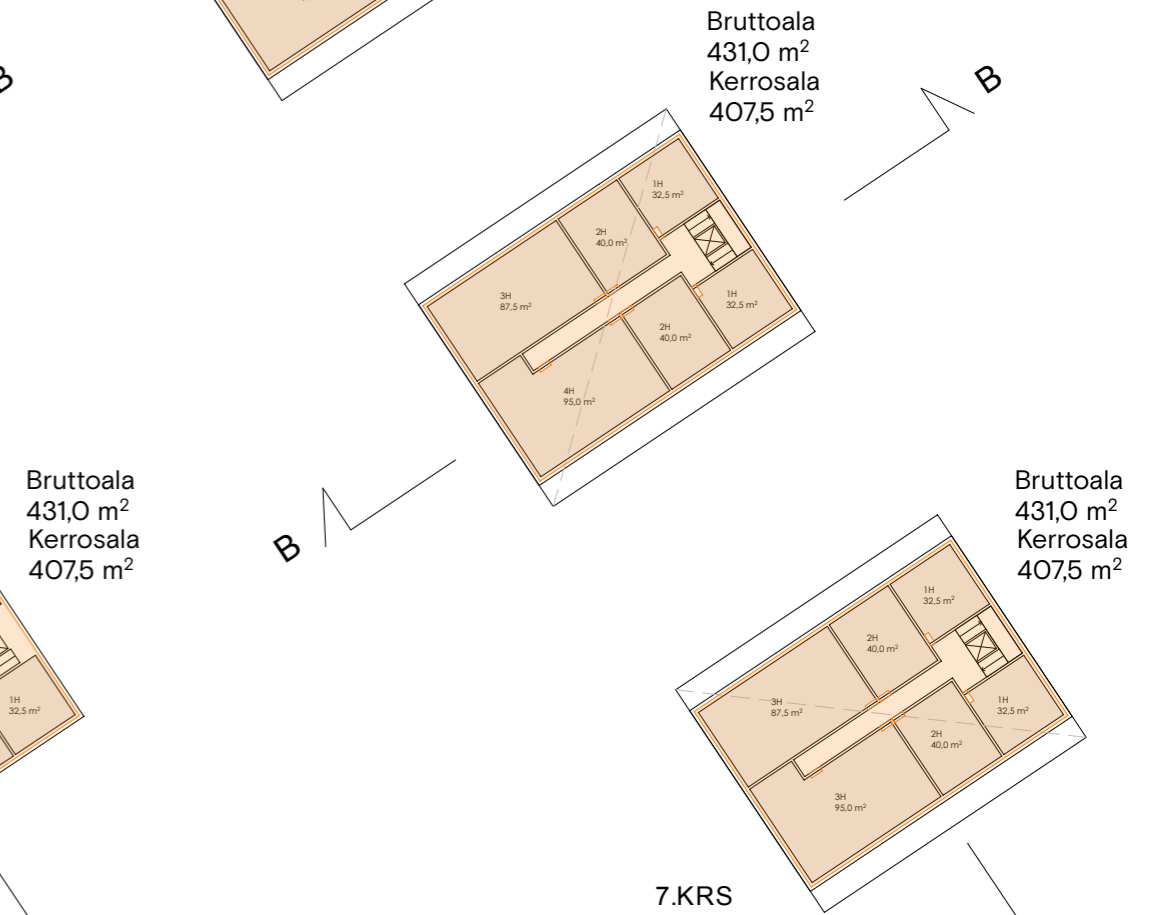 Bruttoala
431,0 m²
Kerrosala
407,5 m²
B
B
1H
32,5 m²
2H
40,0 m²
3H
87,5 m²
1H
32,5 m²
2H
40,0 m²
4H
95,0 m²
B
Bruttoala
431,0 m²
Kerrosala
407,5 m²
1H
32,5 m²
Bruttoala
431,0 m²
Kerrosala
407,5 m²
1H
32,5 m²
2H
40,0 m²
3H
87,5 m²
1H
32,5 m²
2H
40,0 m²
3H
95,0 m²
7.KRS